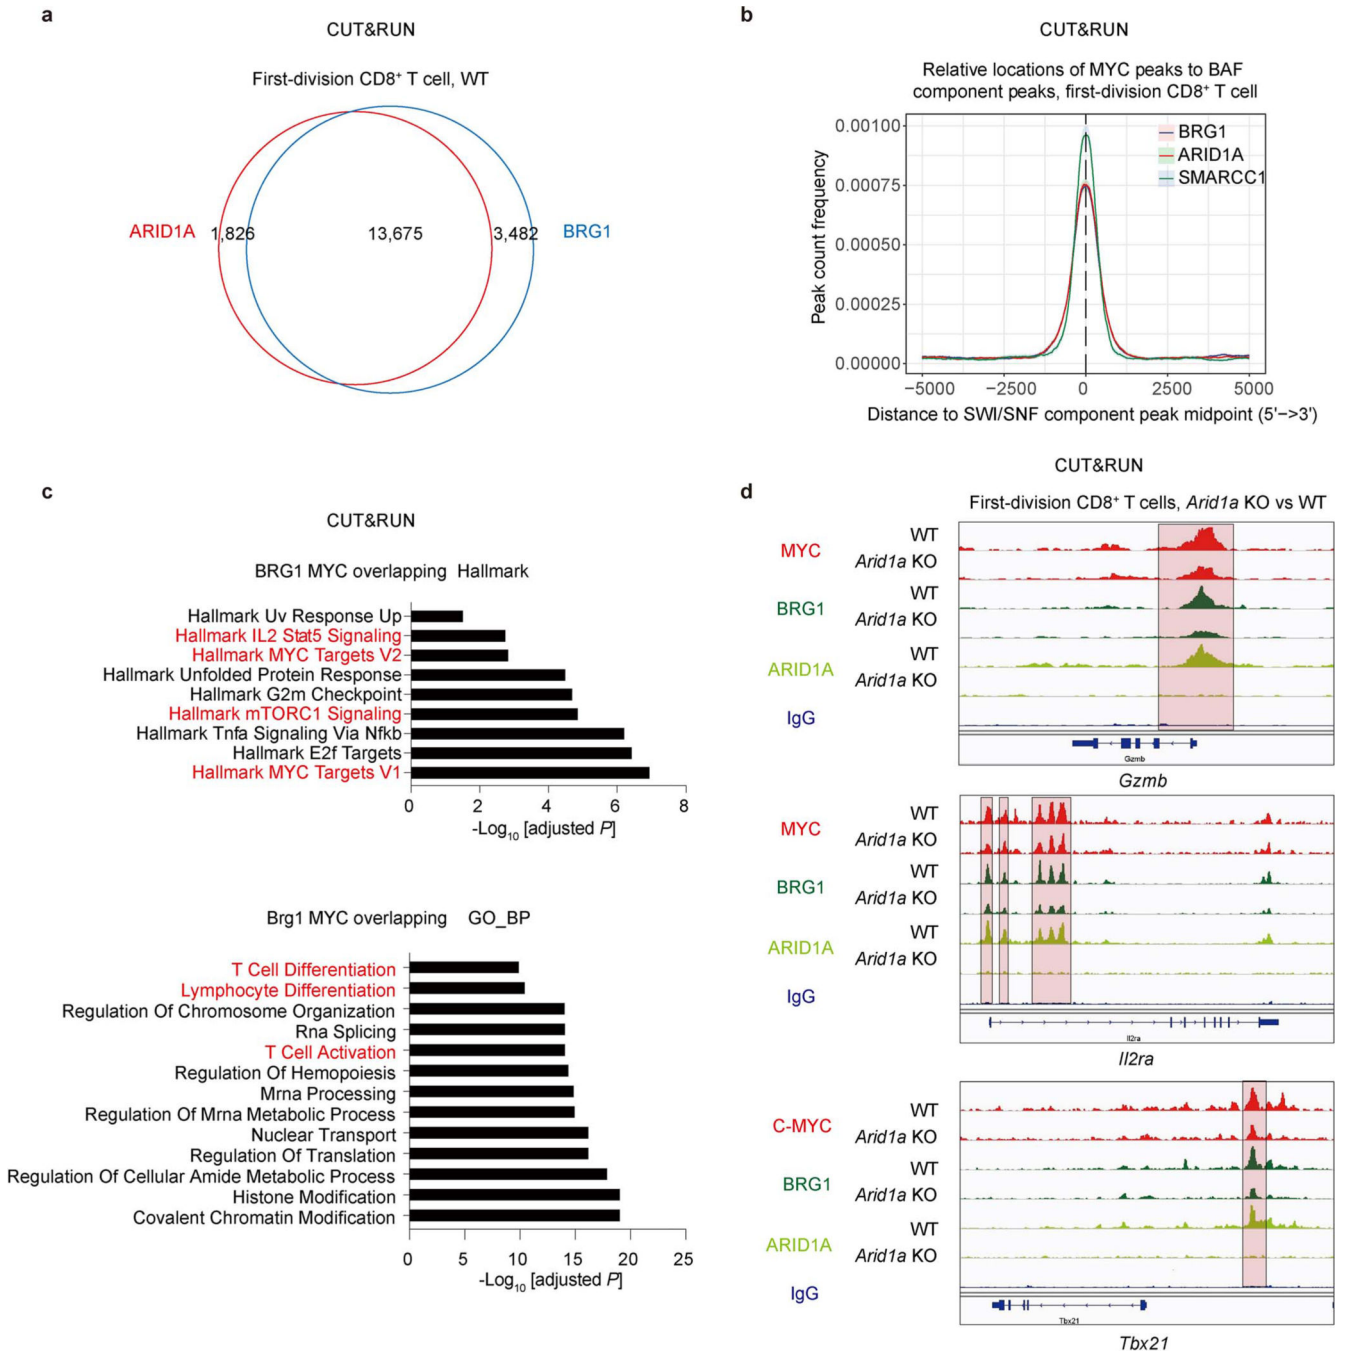 a
CUT&RUN
First-division CD8+ T cell, WT
ARID1A
1,826
13,675
3,482
BRG1
b
CUT&RUN
Relative locations of MYC peaks to BAF
component peaks, first-division CD8+ T cell
Peak count frequency
0.00100
0.00075
0.00050
0.00025
0.00000
BRG1
ARID1A
SMARCC1
−5000
−2500
0
2500
5000
Distance to SWI/SNF component peak midpoint (5'−>3')
c
CUT&RUN
BRG1 MYC overlapping Hallmark
Hallmark Uv Response Up
Hallmark IL2 Stat5 Signaling
Hallmark MYC Targets V2
Hallmark Unfolded Protein Response
Hallmark G2m Checkpoint
Hallmark mTORC1 Signaling
Hallmark Tnfa Signaling Via Nfkb
Hallmark E2f Targets
Hallmark MYC Targets V1
0
2
4
6
8
-Log10 [adjusted P]
Brg1 MYC overlapping GO_BP
T Cell Differentiation
Lymphocyte Differentiation
Regulation Of Chromosome Organization
Rna Splicing
T Cell Activation
Regulation Of Hemopoiesis
Mrna Processing
Regulation Of Mrna Metabolic Process
Nuclear Transport
Regulation Of Translation
Regulation Of Cellular Amide Metabolic Process
Histone Modification
Covalent Chromatin Modification
0
5
10
15
20
25
-Log10 [adjusted P]
CUT&RUN
d
First-division CD8+ T cells, Arid1a KO vs WT
MYC
WT
Arid1a KO
BRG1
WT
Arid1a KO
ARID1A
WT
Arid1a KO
IgG
Gzmb
Gzmb
MYC
WT
Arid1a KO
BRG1
WT
Arid1a KO
ARID1A
WT
Arid1a KO
IgG
Il2ra
Il2ra
C-MYC
WT
Arid1a KO
BRG1
WT
Arid1a KO
ARID1A
WT
Arid1a KO
IgG
Tbx21
Tbx21